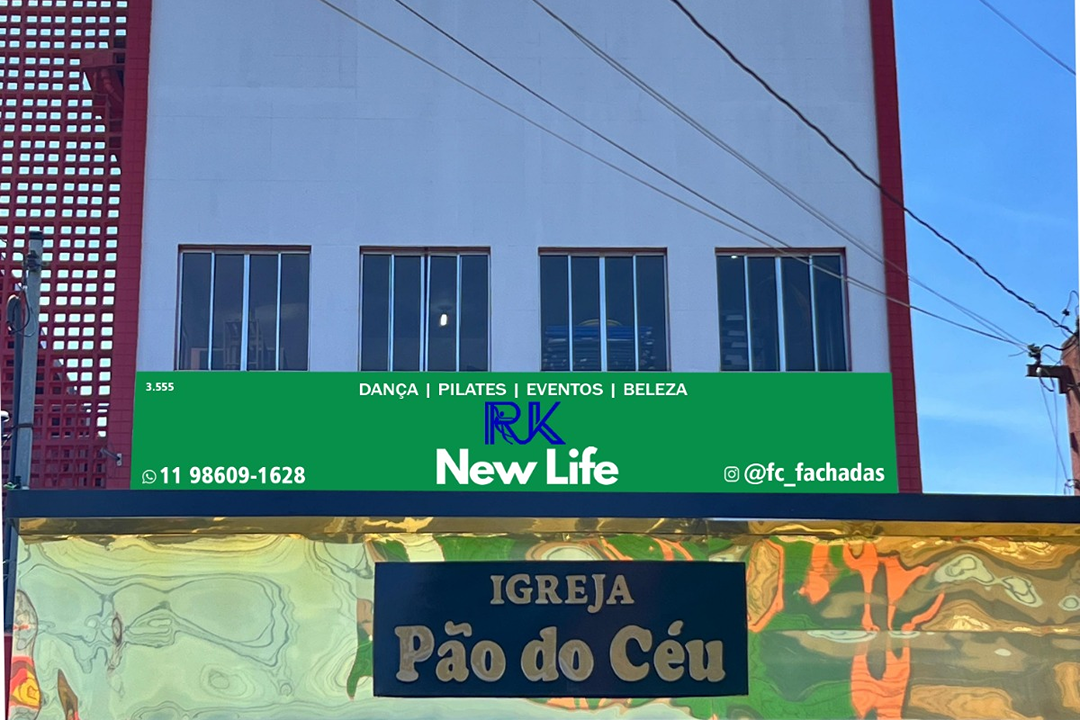 3.555
DANÇA | PILATES | EVENTOS | BELEZA
RK
New Life
11 98609-1628
@fc_fachadas
IGREJA
Pão do Céu